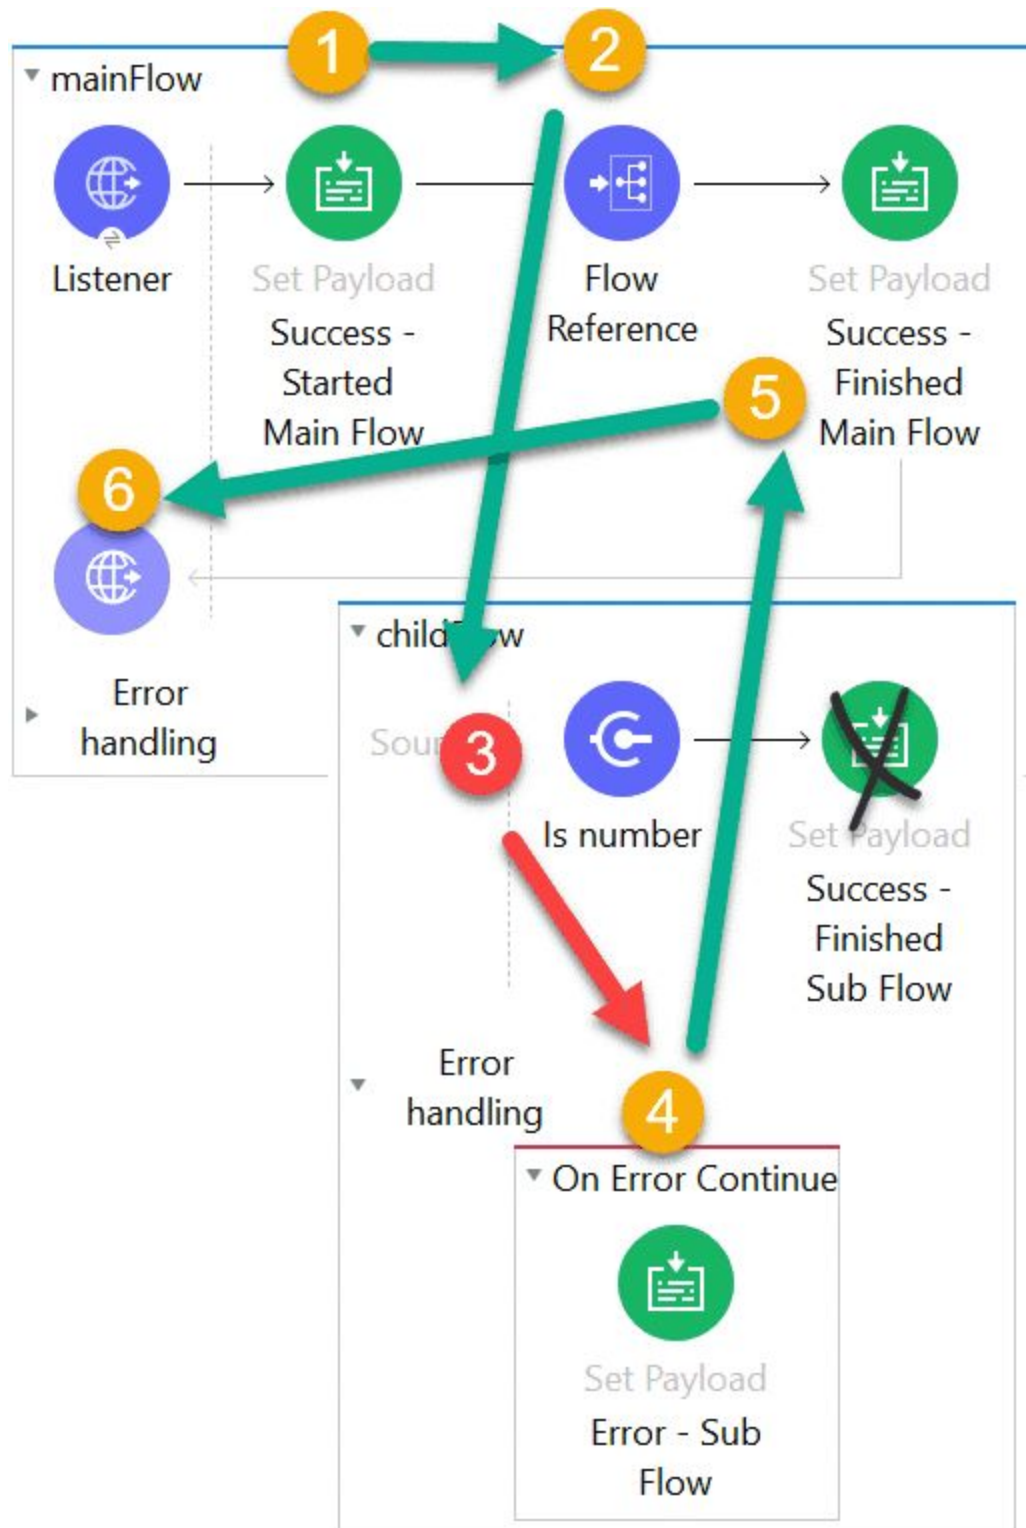 1
2
mainFlow
Listener
Set Payload
Success -
Started
Main Flow
Flow
Reference
Set Payload
Success -
Finished
Main Flow
5
6
Error
handling
3
Is number
Set Payload
Success -
Finished
Sub Flow
Error
handling
4
On Error Continue
Set Payload
Error - Sub
Flow